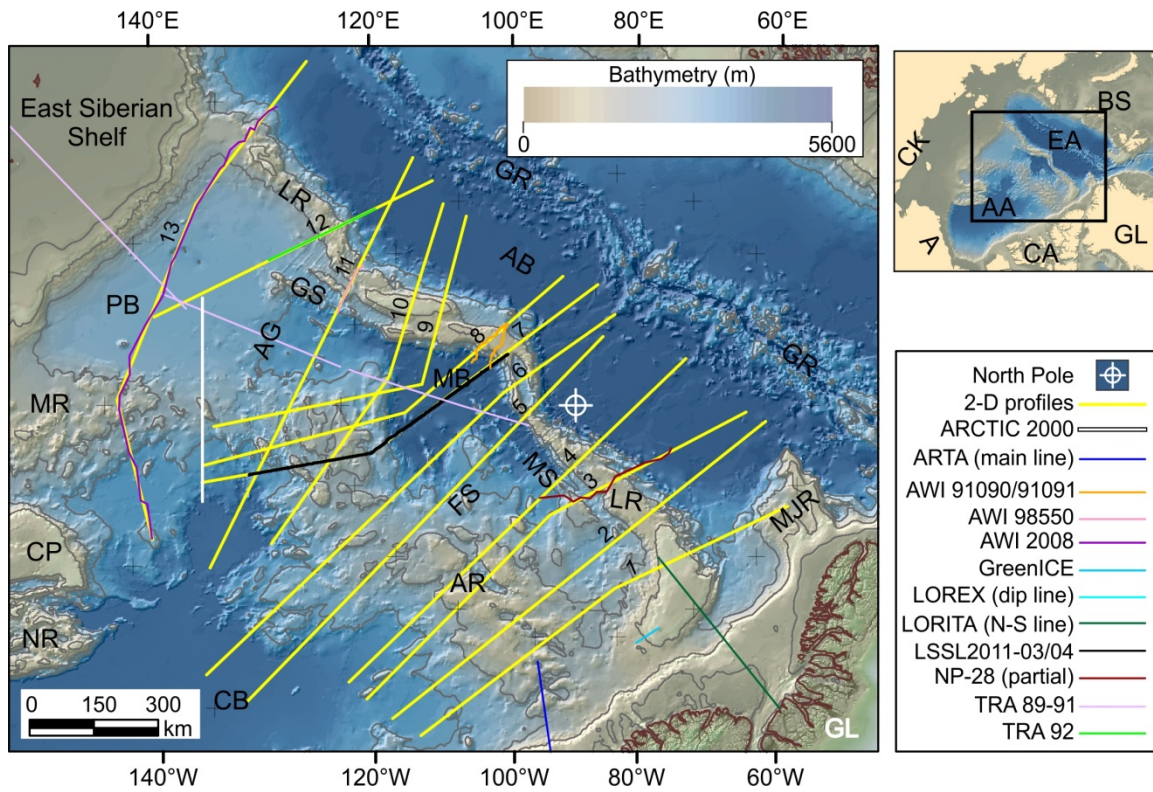 140°E 120°E 100°E 80°E 60°E
East Siberian
Shelf
Bathymetry (m)
0 5600
GR
LR
12
13
11
GS
AB
PB
10
9
AG
8
7
GR
MB
6
MR
5
MS
4
3
LR
FS
2
MJR
CP
AR
1
NR
CB
0 150 300
km
GL
140°W 120°W 100°W 80°W 60°W
BS
EA
CK
AA
GL
A
CA
North Pole
2-D profiles
ARCTIC 2000
ARTA (main line)
AWI 91090/91091
AWI 98550
AWI 2008
GreenICE
LOREX (dip line)
LORITA (N-S line)
LSSL2011-03/04
NP-28 (partial)
TRA 89-91
TRA 92